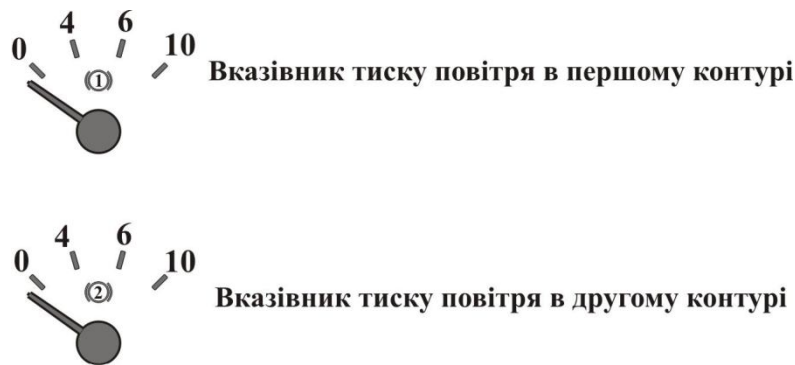 0 4 6 10
1
Вказівник тиску повітря в першому контурі
0 4 6 10
2
Вказівник тиску повітря в другому контурі